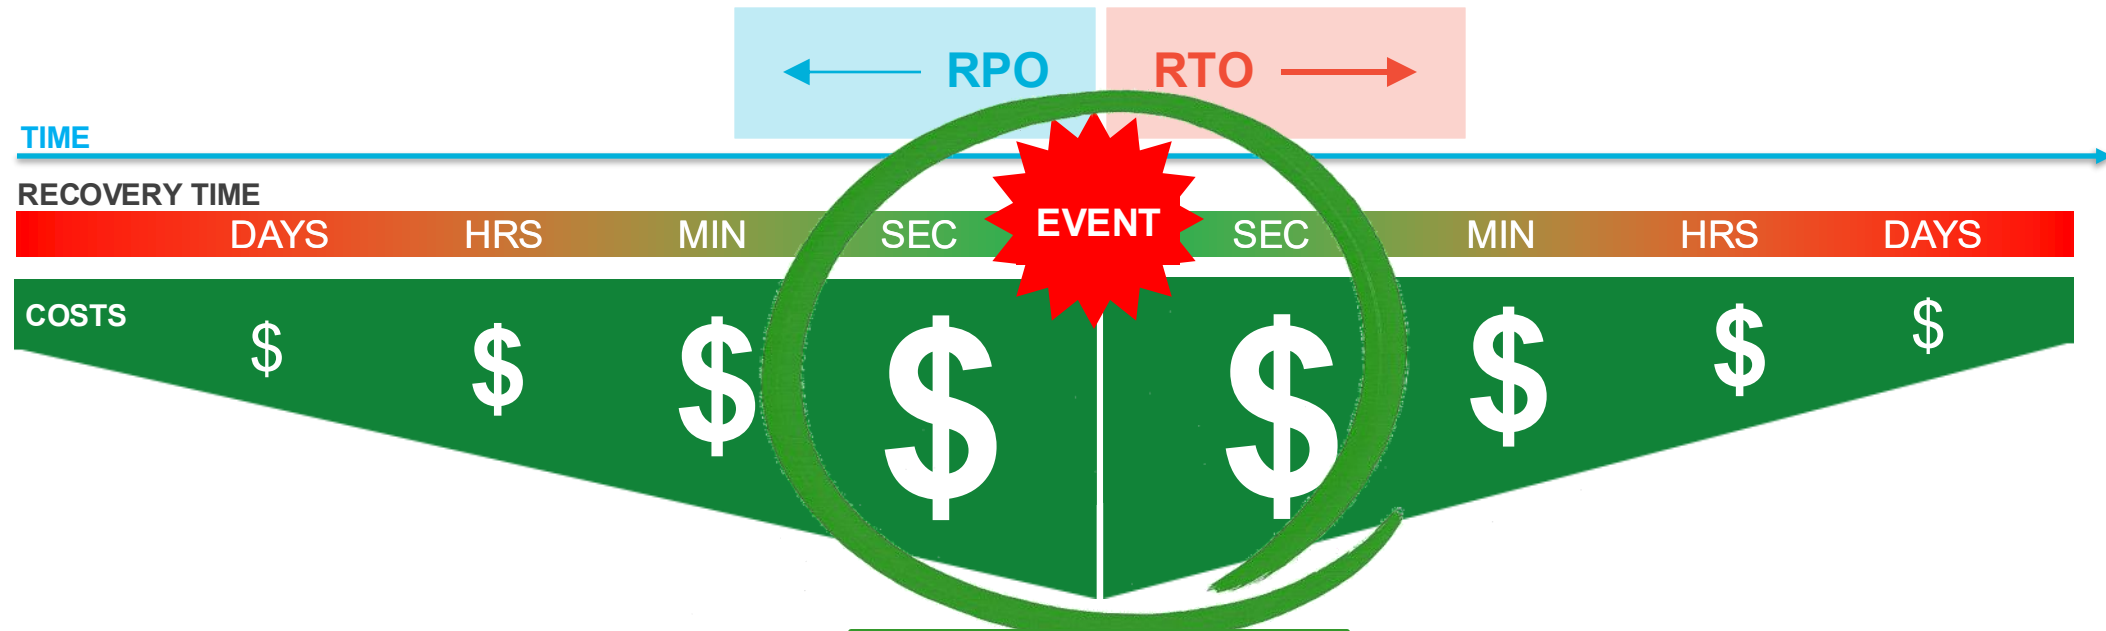 RPO RTO
TIME
RECOVERY TIME
DAYS HRS MIN SEC EVENT SEC MIN HRS DAYS
COSTS
$ $ $ $ $ $ $ $